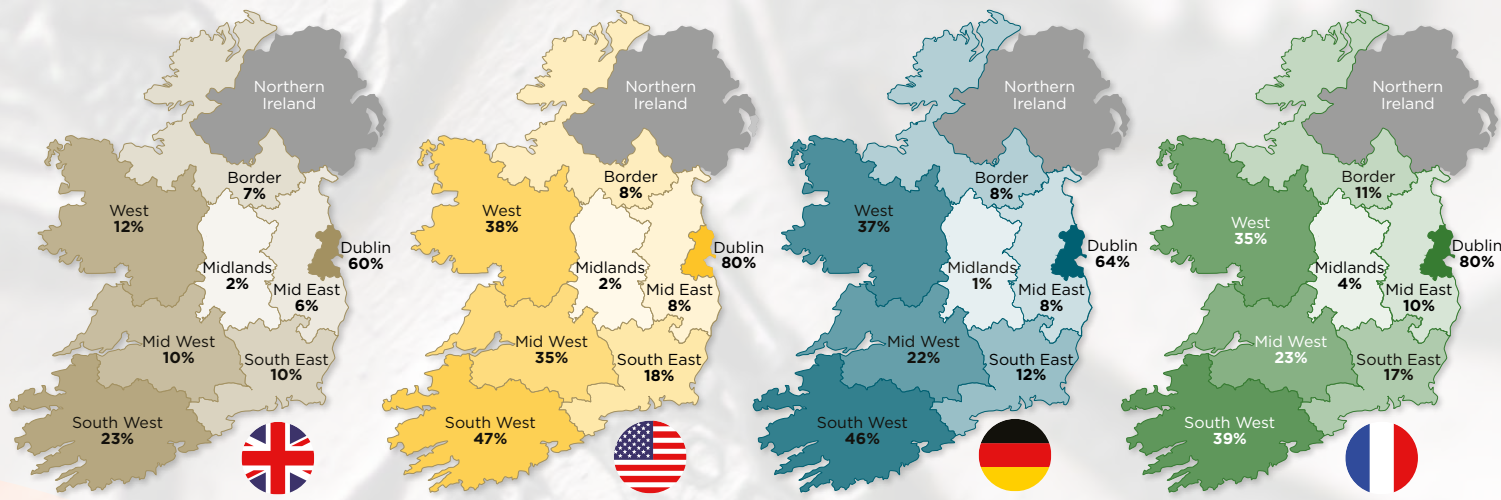 Northern
Ireland
Border
7%
West
12%
Dublin
60%
Midlands
2%
Mid East
6%
Mid West
10%
South East
10%
South West
23%
Northern
Ireland
Border
8%
West
38%
Dublin
80%
Midlands
2%
Mid East
8%
Mid West
35%
South East
18%
South West
47%
Northern
Ireland
Border
8%
West
37%
Dublin
64%
Midlands
1%
Mid East
8%
Mid West
22%
South East
12%
South West
46%
Northern
Ireland
Border
11%
West
35%
Dublin
80%
Midlands
4%
Mid East
10%
Mid West
23%
South East
17%
South West
39%